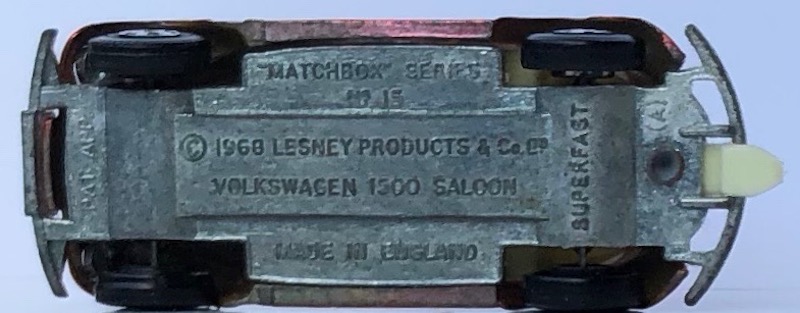 "MATCHBOX" SERIES
No 15
© 1968 LESNEY PRODUCTS & Co. LTD
VOLKSWAGEN 1500 SALOON
MADE IN ENGLAND
PAT. APP.
SUPERFAST
(A)